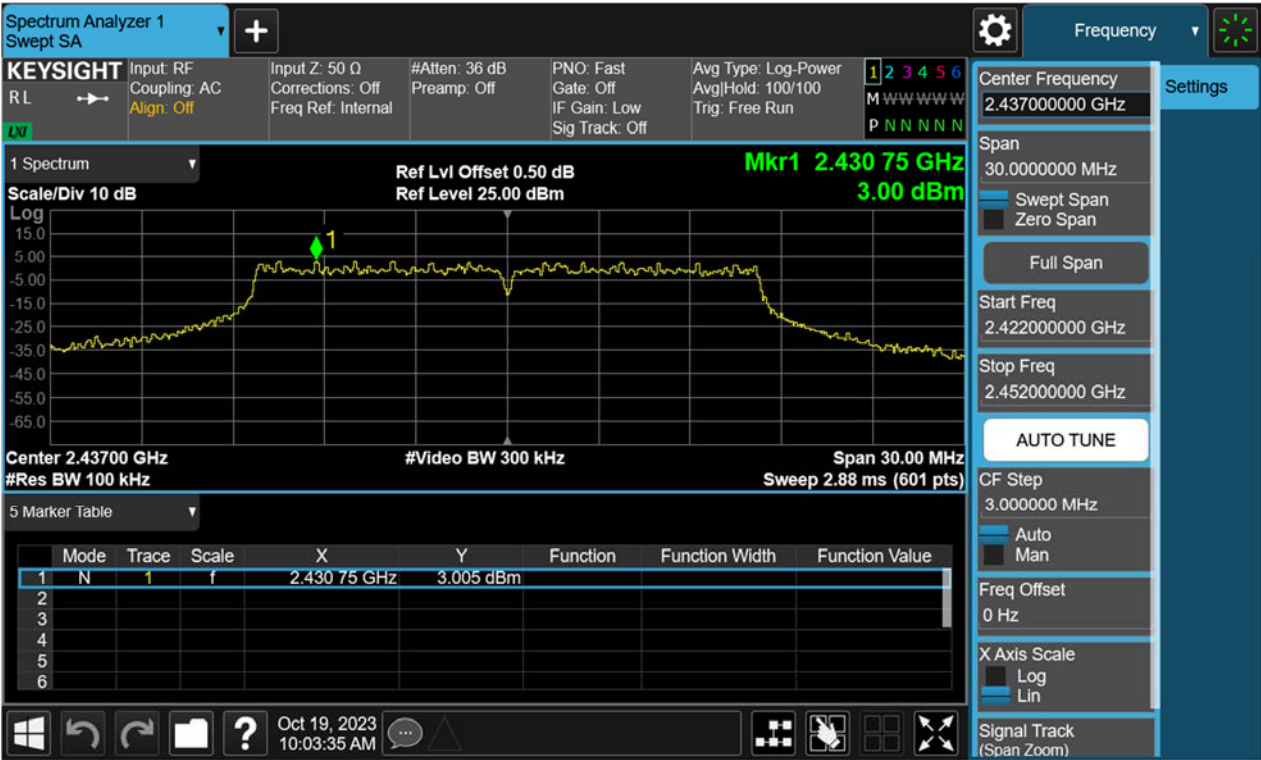 Spectrum Analyzer 1
Swept SA
Frequency
KEYSIGHT
R L
LXI
Input: RF
Coupling: AC
Align: Off
Input Z: 50 Ω
Corrections: Off
Freq Ref: Internal
#Atten: 36 dB
Preamp: Off
PNO: Fast
Gate: Off
IF Gain: Low
Sig Track: Off
Avg Type: Log-Power
Avg|Hold: 100/100
Trig: Free Run
1 2 3 4 5 6
M W W W W W
P N N N N N
1 Spectrum
Scale/Div 10 dB
Ref Lvl Offset 0.50 dB
Ref Level 25.00 dBm
Mkr1 2.430 75 GHz
3.00 dBm
Log
15.0
5.00
-5.00
-15.0
-25.0
-35.0
-45.0
-55.0
-65.0
1
Center 2.43700 GHz
#Res BW 100 kHz
#Video BW 300 kHz
Span 30.00 MHz
Sweep 2.88 ms (601 pts)
5 Marker Table
Mode Trace Scale X Y Function Function Width Function Value
1 N 1 f 2.430 75 GHz 3.005 dBm
2
3
4
5
6
Oct 19, 2023
10:03:35 AM
Settings
Center Frequency
2.437000000 GHz
Span
30.0000000 MHz
Swept Span
Zero Span
Full Span
Start Freq
2.422000000 GHz
Stop Freq
2.452000000 GHz
AUTO TUNE
CF Step
3.000000 MHz
Auto
Man
Freq Offset
0 Hz
X Axis Scale
Log
Lin
Signal Track
(Span Zoom)